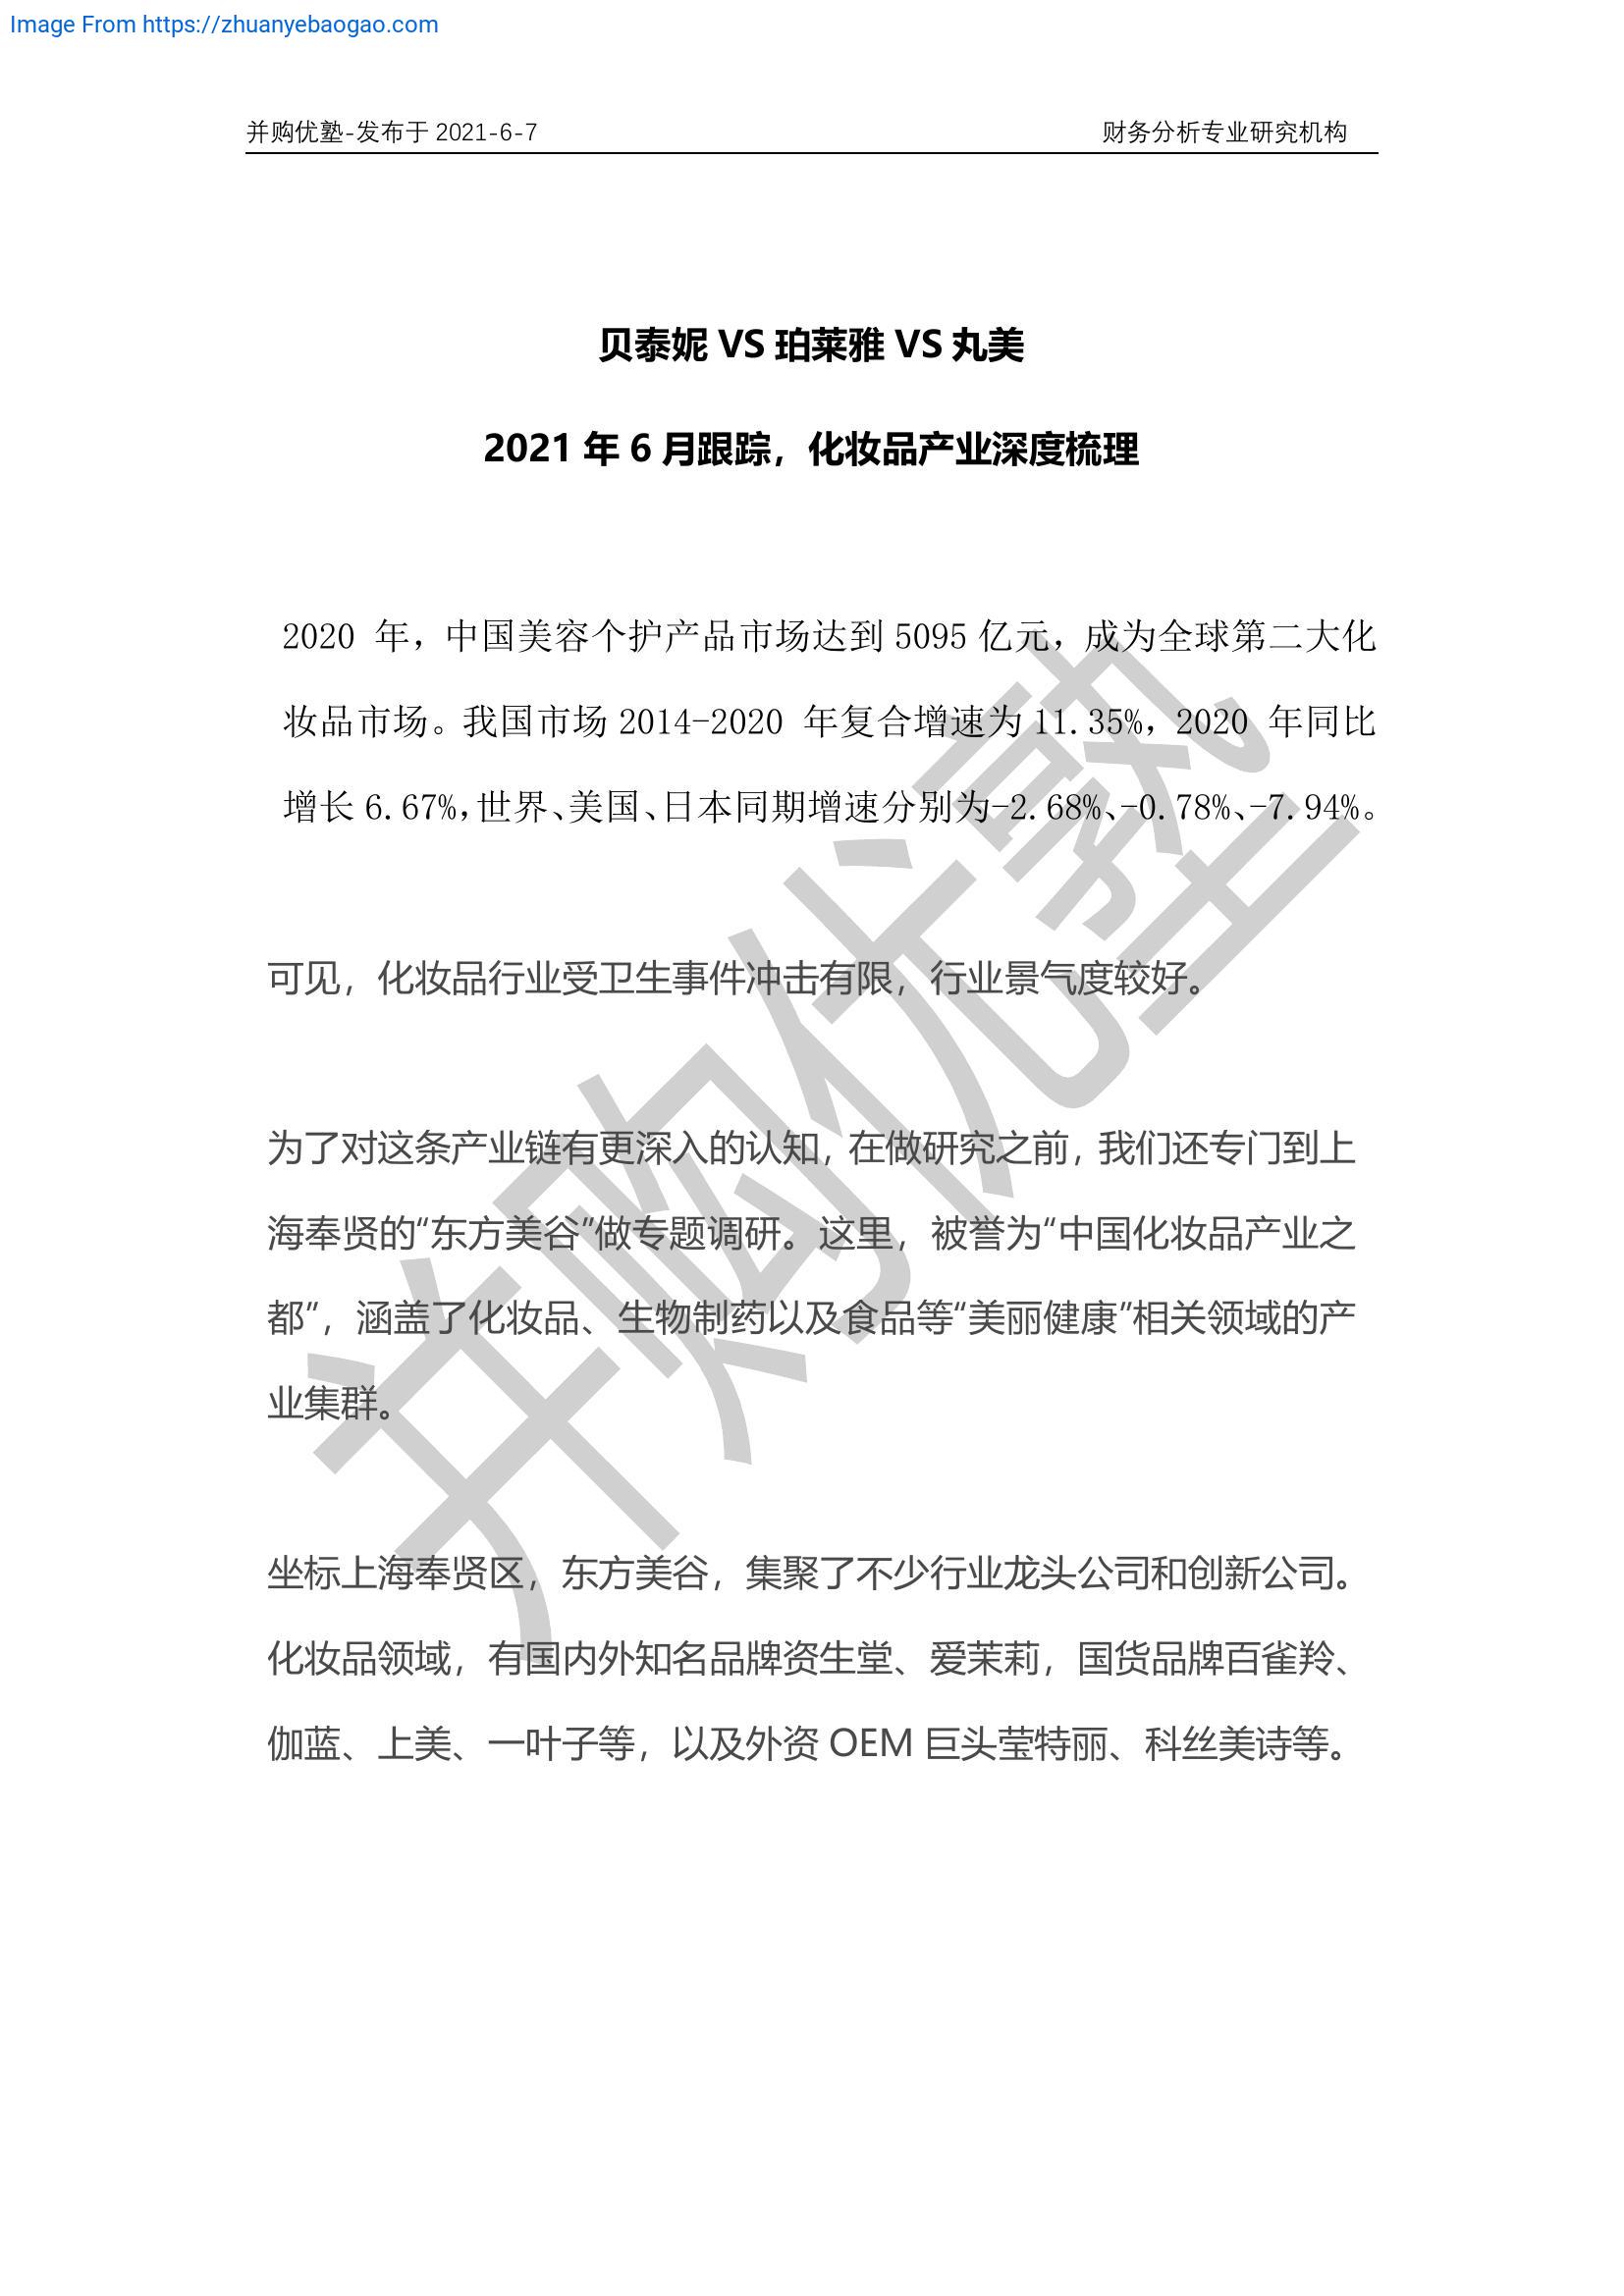 Image From https://zhuanyebaogao.com
并购优塾-发布于 2021-6-7 财务分析专业研究机构
贝泰妮 VS 珀莱雅 VS 丸美
2021 年 6 月跟踪，化妆品产业深度梳理
2020 年，中国美容个护产品市场达到 5095 亿元，成为全球第二大化
妆品市场。我国市场 2014-2020 年复合增速为 11.35%，2020 年同比
增长 6.67%，世界、美国、日本同期增速分别为-2.68%、-0.78%、-7.94%。
可见，化妆品行业受卫生事件冲击有限，行业景气度较好。
为了对这条产业链有更深入的认知，在做研究之前，我们还专门到上
海奉贤的“东方美谷”做专题调研。这里，被誉为“中国化妆品产业之
都”，涵盖了化妆品、生物制药以及食品等“美丽健康”相关领域的产
业集群。
坐标上海奉贤区，东方美谷，集聚了不少行业龙头公司和创新公司。
化妆品领域，有国内外知名品牌资生堂、爱茉莉，国货品牌百雀羚、
伽蓝、上美、一叶子等，以及外资 OEM 巨头莹特丽、科丝美诗等。
并购优塾